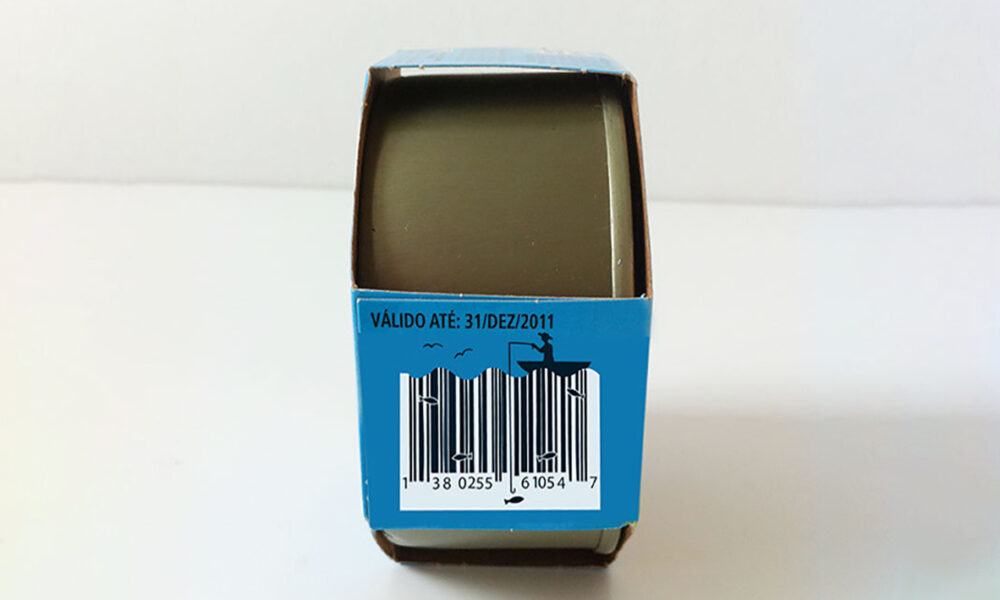 VÁLIDO ATÉ: 31/DEZ/2011
1 38 0255 61054 7